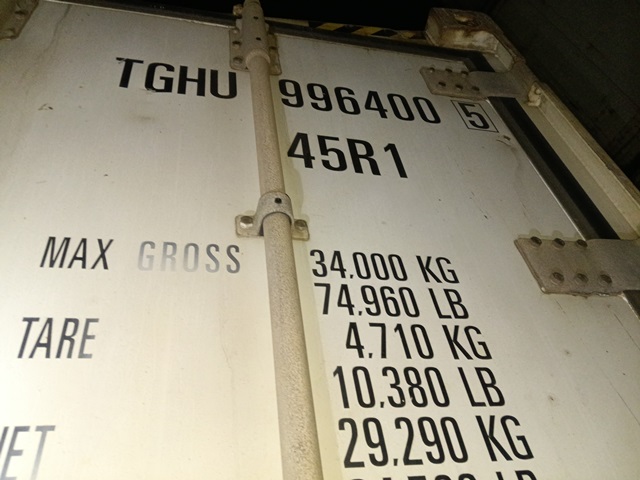 TGHU 996400 5
45R1
MAX GROSS 34,000 KG
74,960 LB
TARE 4,710 KG
10,380 LB
29,290 KG
LB